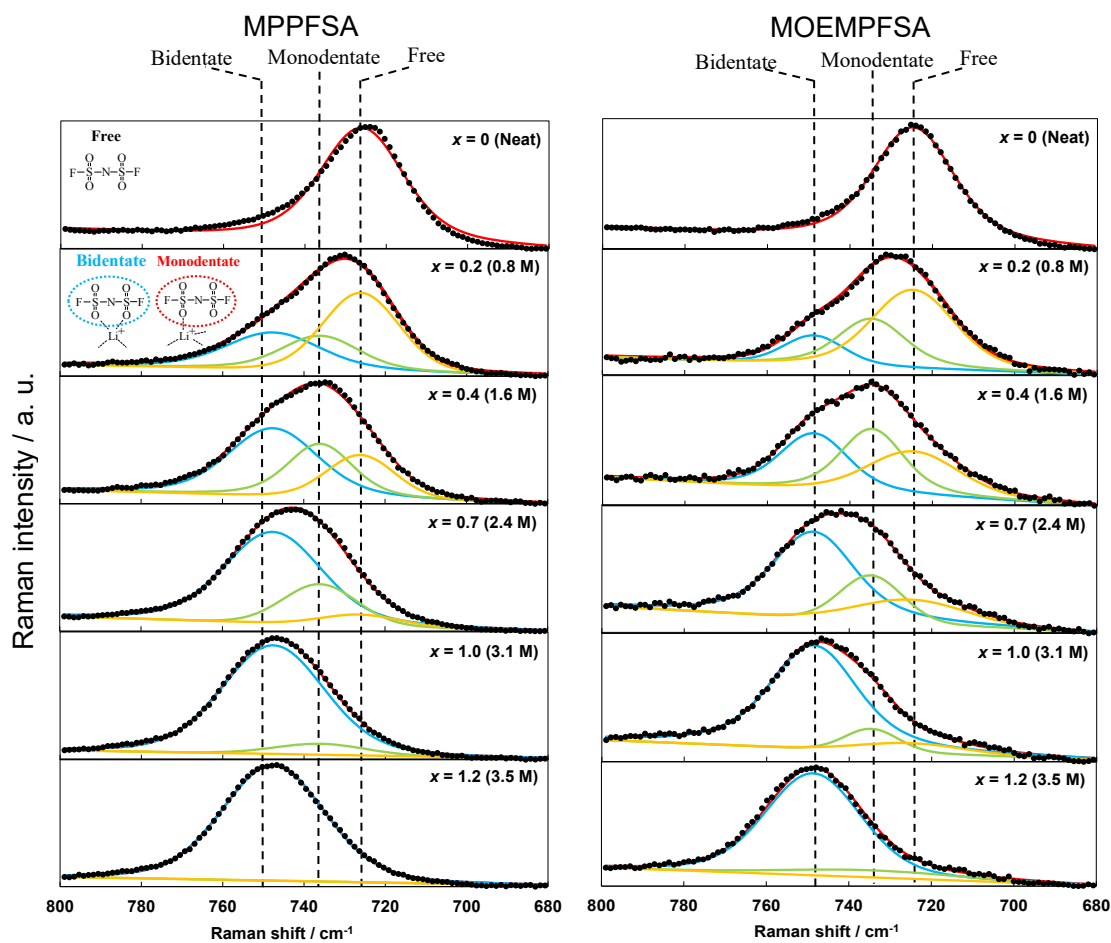 MPPFSA
MOEMPFSA
Bidentate
Monodentate
Free
Bidentate
Monodentate
Free
Raman intensity / a. u.
Free
O O
F-S-N-S-F
O O
x = 0 (Neat)
x = 0 (Neat)
Bidentate
Monodentate
O O
F-S-N-S-F
O O
Li+
O O
F-S-N-S-F
O O
Li+
x = 0.2 (0.8 M)
x = 0.2 (0.8 M)
x = 0.4 (1.6 M)
x = 0.4 (1.6 M)
x = 0.7 (2.4 M)
x = 0.7 (2.4 M)
x = 1.0 (3.1 M)
x = 1.0 (3.1 M)
x = 1.2 (3.5 M)
x = 1.2 (3.5 M)
800 780 760 740 720 700 680
800 780 760 740 720 700 680
Raman shift / cm-1
Raman shift / cm-1